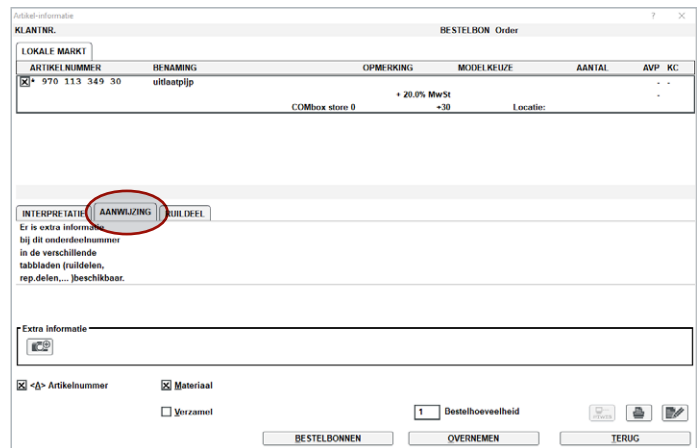 Artikel-informatie ? ×
KLANTNR. BESTELBON Order
LOKALE MARKT
ARTIKELNUMMER BENAMING OPMERKING MODELKEUZE AANTAL AVP KC
970 113 349 30 uitlaatpijp - -
+ 20.0% MwSt -
COMbox store 0 +30 Locatie:
INTERPRETATIE AANWIJZING RUILDEEL
Er is extra informatie
bij dit onderdeelnummer
in de verschillende
tabbladen (ruildelen,
rep.delen,... )beschikbaar.
Extra informatie
<A> Artikelnummer Materiaal
Verzamel 1 Bestelhoeveelheid
BESTELBONNEN OVERNEMEN TERUG